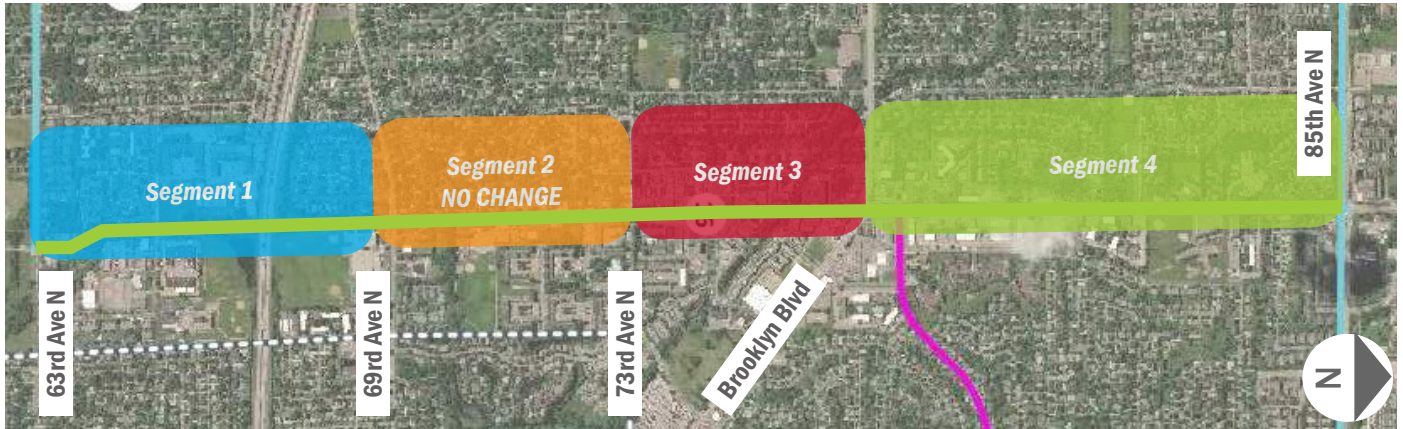 Segment 1
Segment 2
NO CHANGE
Segment 3
Segment 4
63rd Ave N
69rd Ave N
73rd Ave N
Brooklyn Blvd
85th Ave N
N